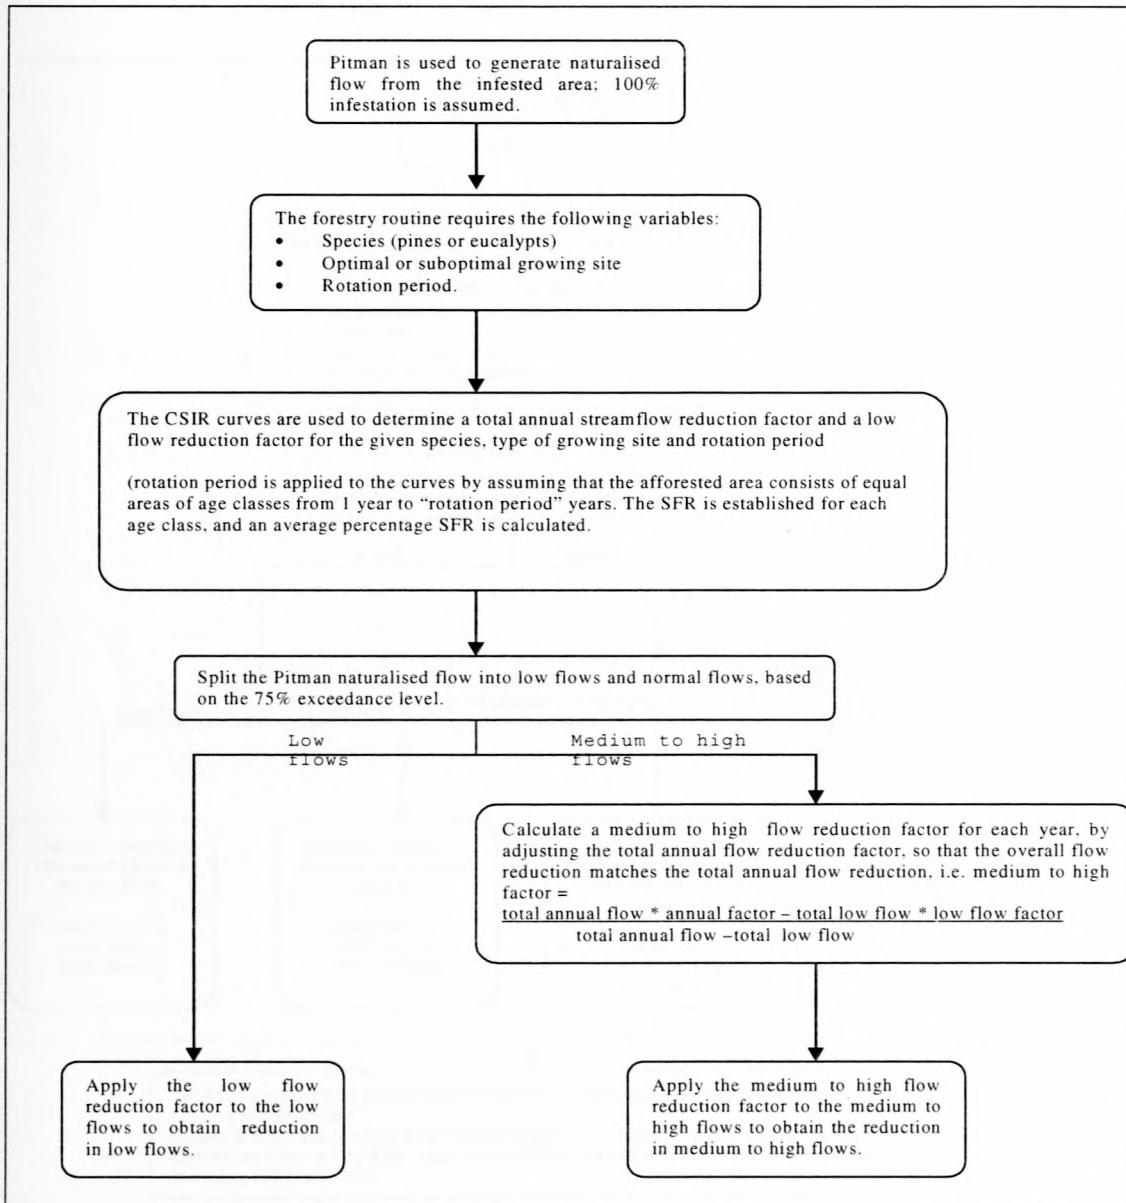 Pitman is used to generate naturalised
flow from the infested area; 100%
infestation is assumed.
The forestry routine requires the following variables:
• Species (pines or eucalypts)
• Optimal or suboptimal growing site
• Rotation period.
The CSIR curves are used to determine a total annual streamflow reduction factor and a low
flow reduction factor for the given species, type of growing site and rotation period
(rotation period is applied to the curves by assuming that the afforested area consists of equal
areas of age classes from 1 year to “rotation period” years. The SFR is established for each
age class, and an average percentage SFR is calculated.
Split the Pitman naturalised flow into low flows and normal flows, based
on the 75% exceedance level.
Low
flows
Medium to high
flows
Calculate a medium to high flow reduction factor for each year, by
adjusting the total annual flow reduction factor, so that the overall flow
reduction matches the total annual flow reduction, i.e. medium to high
factor =
total annual flow * annual factor – total low flow * low flow factor
total annual flow –total low flow
Apply the low flow
reduction factor to the low
flows to obtain reduction
in low flows.
Apply the medium to high flow
reduction factor to the medium to
high flows to obtain the reduction
in medium to high flows.